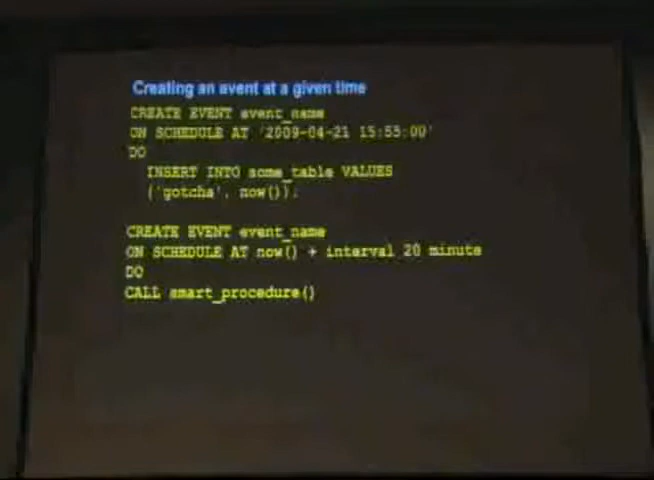 Creating an event at a given time
CREATE EVENT event_name
ON SCHEDULE AT '2009-04-21 15:55:00'
DO
INSERT INTO some_table VALUES
('gotcha', now());
CREATE EVENT event_name
ON SCHEDULE AT now() + interval 20 minute
DO
CALL smart_procedure()